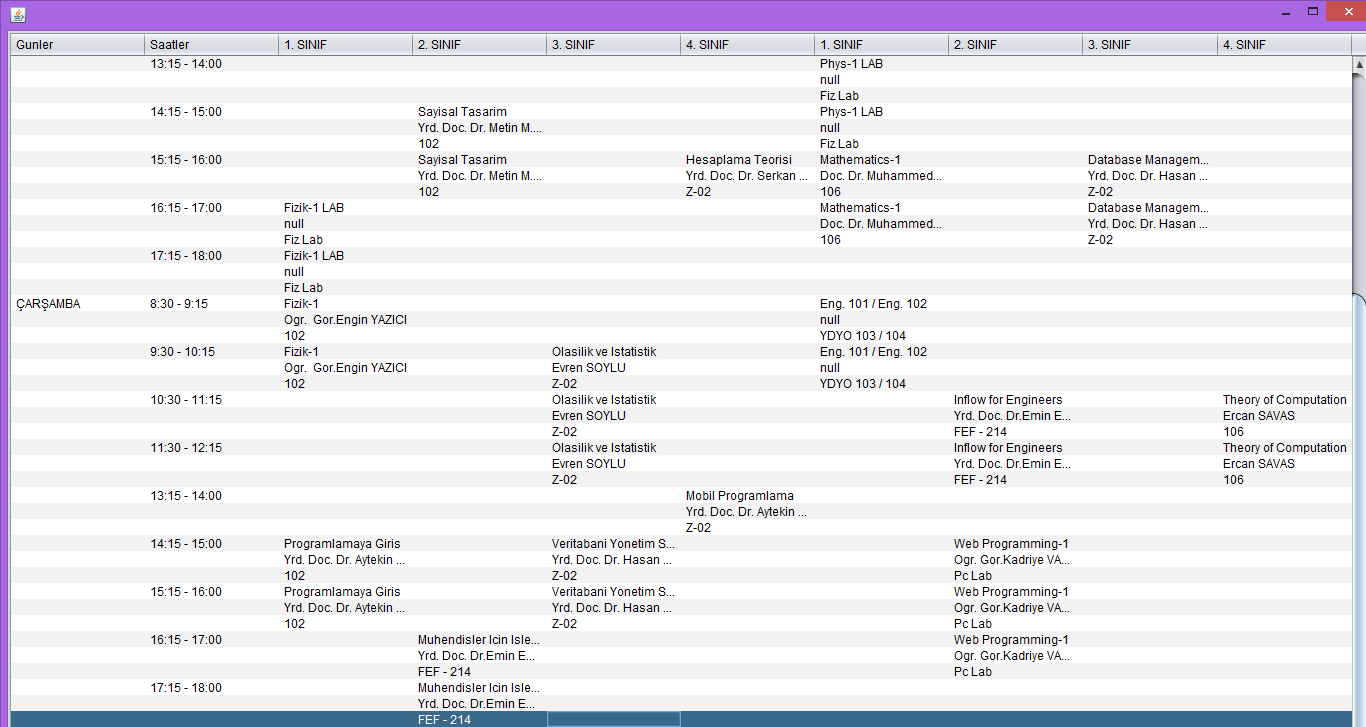 Gunler Saatler 1. SINIF 2. SINIF 3. SINIF 4. SINIF 1. SINIF 2. SINIF 3. SINIF 4. SINIF
13:15 - 14:00 Phys-1 LAB
null
Fiz Lab
14:15 - 15:00 Sayisal Tasarim Phys-1 LAB
Yrd. Doc. Dr. Metin M.... null
102 Fiz Lab
15:15 - 16:00 Sayisal Tasarim Hesaplama Teorisi Mathematics-1 Database Managem...
Yrd. Doc. Dr. Metin M.... Yrd. Doc. Dr. Serkan ... Doc. Dr. Muhammed... Yrd. Doc. Dr. Hasan ...
102 Z-02 106 Z-02
16:15 - 17:00 Fizik-1 LAB Mathematics-1 Database Managem...
null Doc. Dr. Muhammed... Yrd. Doc. Dr. Hasan ...
Fiz Lab 106 Z-02
17:15 - 18:00 Fizik-1 LAB
null
Fiz Lab
ÇARŞAMBA 8:30 - 9:15 Fizik-1 Eng. 101 / Eng. 102
Ogr. Gor.Engin YAZICI null
102 YDYO 103 / 104
9:30 - 10:15 Fizik-1 Olasilik ve Istatistik Eng. 101 / Eng. 102
Ogr. Gor.Engin YAZICI Evren SOYLU null
102 Z-02 YDYO 103 / 104
10:30 - 11:15 Olasilik ve Istatistik Inflow for Engineers Theory of Computation
Evren SOYLU Yrd. Doc. Dr.Emin E... Ercan SAVAS
Z-02 FEF - 214 106
11:30 - 12:15 Olasilik ve Istatistik Inflow for Engineers Theory of Computation
Evren SOYLU Yrd. Doc. Dr.Emin E... Ercan SAVAS
Z-02 FEF - 214 106
13:15 - 14:00 Mobil Programlama
Yrd. Doc. Dr. Aytekin ...
Z-02
14:15 - 15:00 Programlamaya Giris Veritabani Yonetim S... Web Programming-1
Yrd. Doc. Dr. Aytekin ... Yrd. Doc. Dr. Hasan ... Ogr. Gor.Kadriye VA...
102 Z-02 Pc Lab
15:15 - 16:00 Programlamaya Giris Veritabani Yonetim S... Web Programming-1
Yrd. Doc. Dr. Aytekin ... Yrd. Doc. Dr. Hasan ... Ogr. Gor.Kadriye VA...
102 Z-02 Pc Lab
16:15 - 17:00 Muhendisler Icin Isle... Web Programming-1
Yrd. Doc. Dr.Emin E... Ogr. Gor.Kadriye VA...
FEF - 214 Pc Lab
17:15 - 18:00 Muhendisler Icin Isle...
Yrd. Doc. Dr.Emin E...
FEF - 214